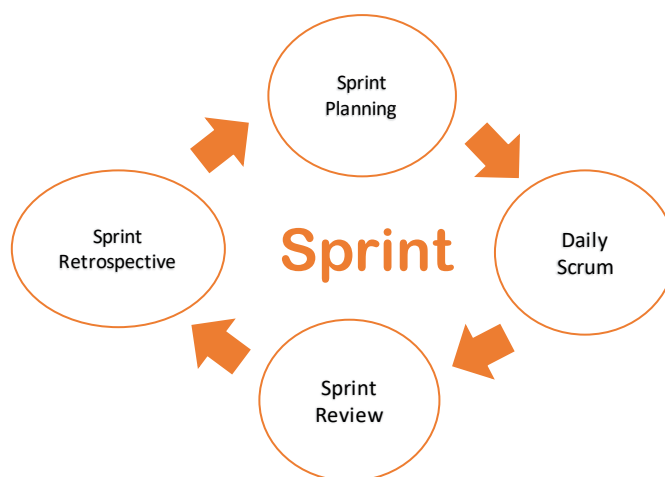 Sprint
Planning
Sprint
Retrospective
Sprint
Daily
Scrum
Sprint
Review